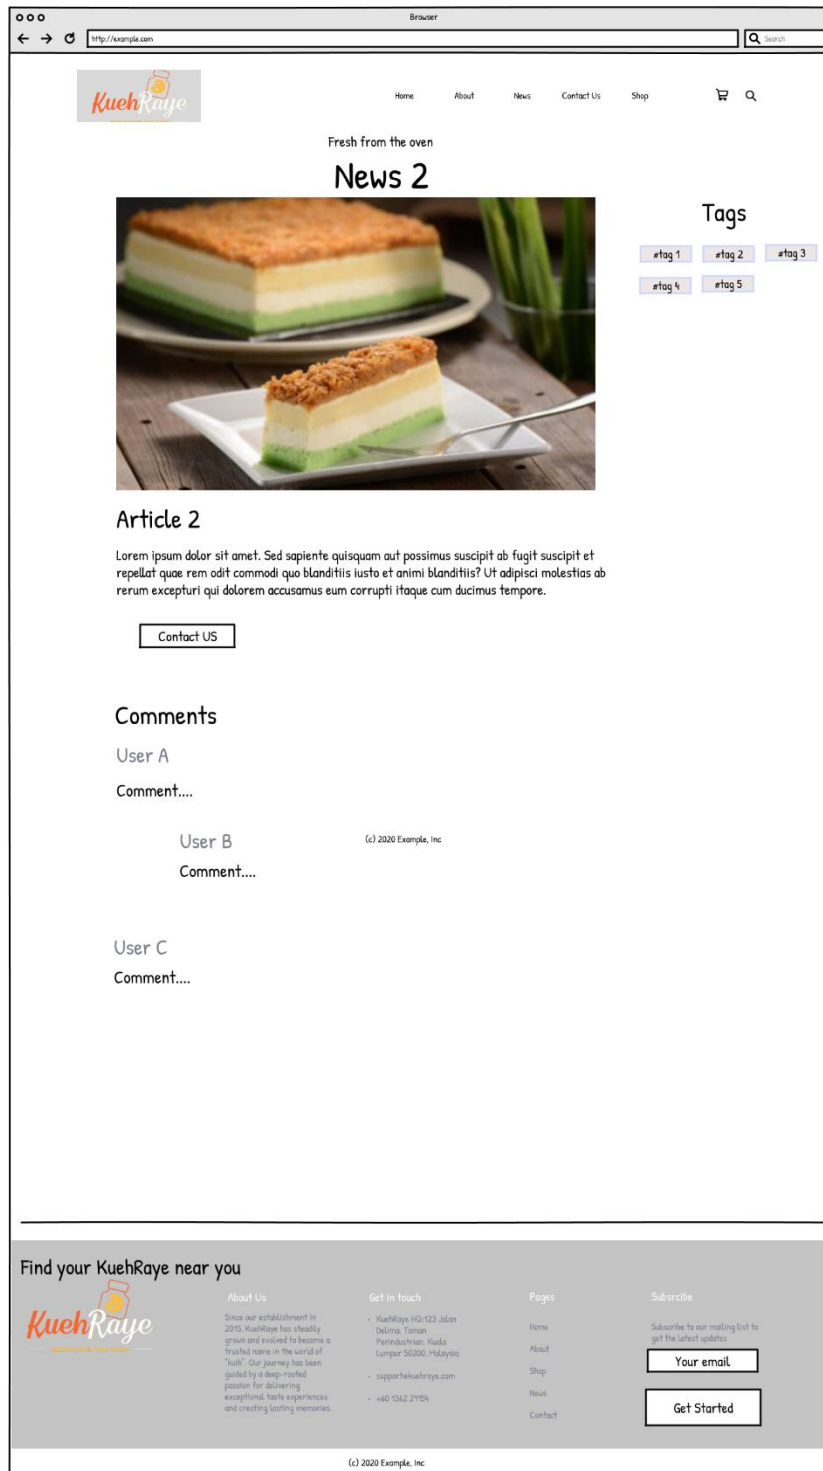 Browser
http://example.com
Search
KuehRaye
Home About News Contact Us Shop
Fresh from the oven
News 2
Tags
#tag 1 #tag 2 #tag 3
#tag 4 #tag 5
Article 2
Lorem ipsum dolor sit amet. Sed sapiente quisquam aut possimus suscipit ab fugit suscipit et
repellat quae rem odit commodi quo blanditiis iusto et animi blanditiis? Ut adipisci molestias ab
rerum excepturi qui dolorem accusamus eum corrupti itaque cum ducimus tempore.
Contact US
Comments
User A
Comment....
User B
(c) 2020 Example, Inc
Comment....
User C
Comment....
Find your KuehRaye near you
KuehRaye
About Us
Since our establishment in
2015, KuehRaye has steadily
grown and evolved to become a
trusted name in the world of
"kuih". Our journey has been
guided by a deep-rooted
passion for delivering
exceptional taste experiences
and creating lasting memories.
Get in touch
- KuehRaye HQ:123 Jalan
Delima, Taman
Perindustrian, Kuala
Lumpur 50200, Malaysia
- support@kuehraye.com
- +60 1362 29154
Pages
Home
About
Shop
News
Contact
Subsrcibe
Subscribe to our mailing list to
get the latest updates
Your email
Get Started
(c) 2020 Example, Inc